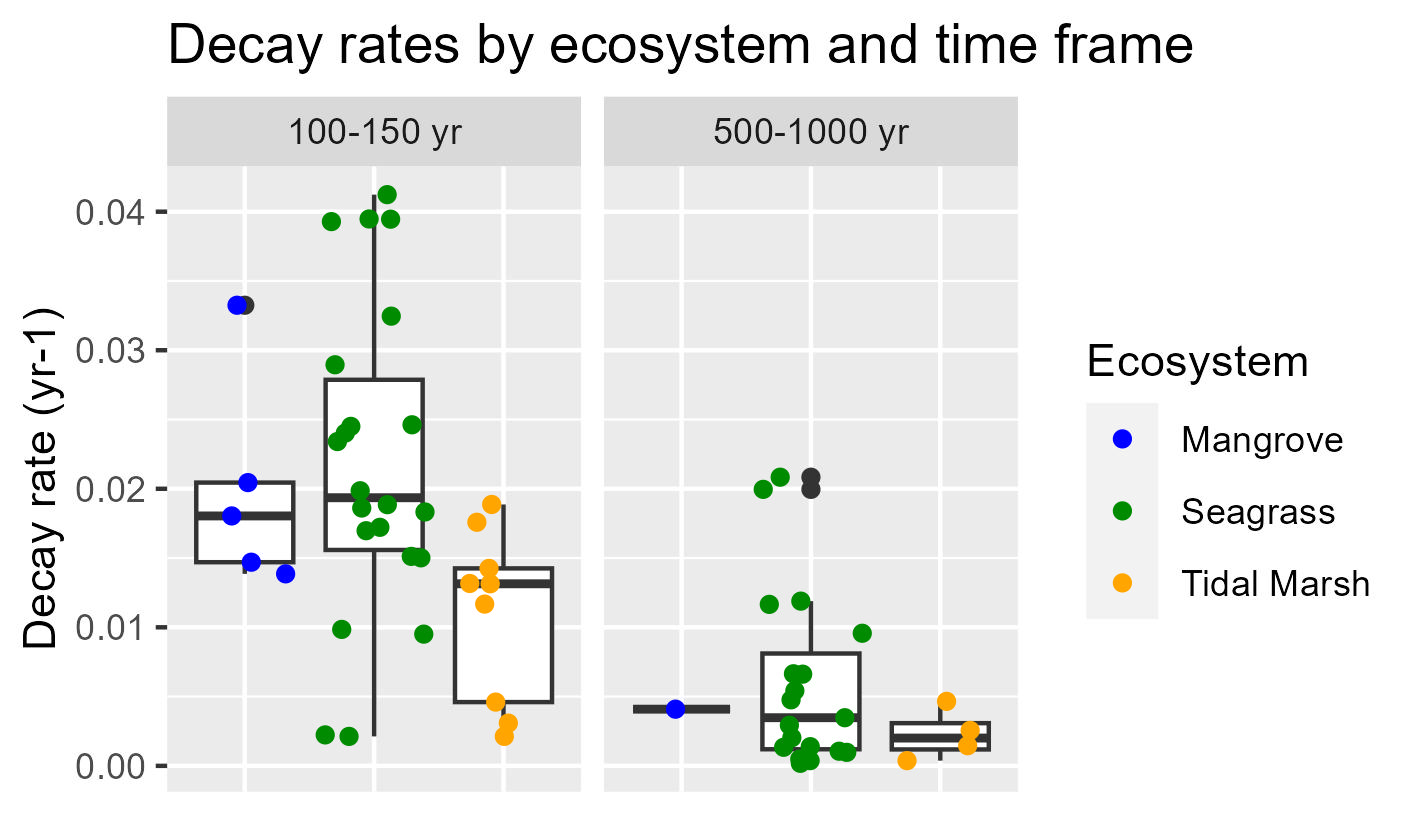 Decay rates by ecosystem and time frame
100-150 yr
500-1000 yr
Decay rate (yr-1)
0.04
0.03
0.02
0.01
0.00
Ecosystem
Mangrove
Seagrass
Tidal Marsh